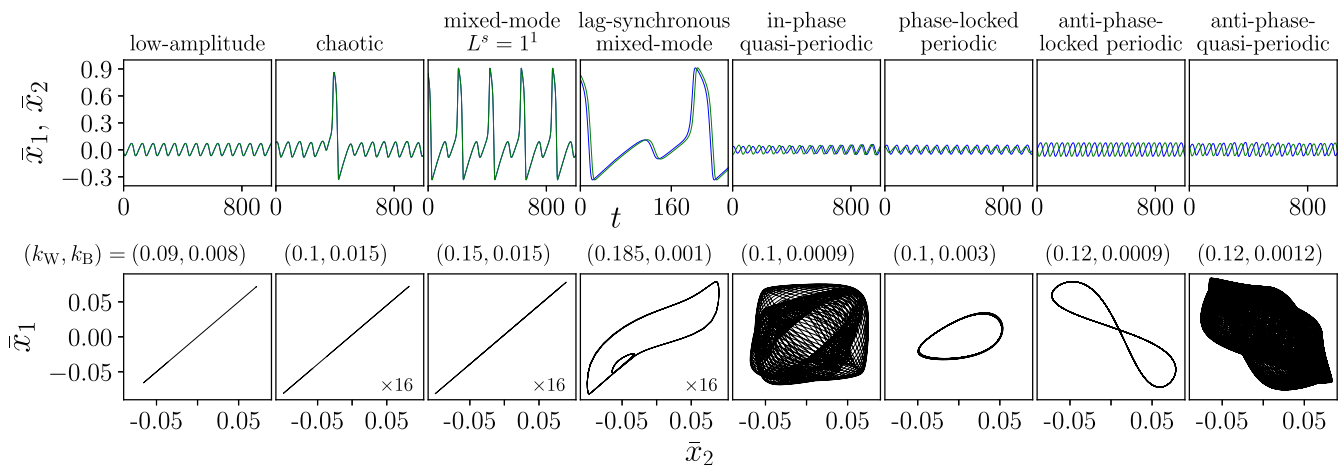 low-amplitude
chaotic
mixed-mode
L^s = 1^1
lag-synchronous
mixed-mode
in-phase
quasi-periodic
phase-locked
periodic
anti-phase-
locked periodic
anti-phase-
quasi-periodic
x̄₁, x̄₂
0.9
0.6
0.3
0.0
−0.3
0 800 0 800 0 800 0 160 0 800 0 800 0 800 0 800
t
(k_W, k_B) = (0.09, 0.008) (0.1, 0.015) (0.15, 0.015) (0.185, 0.001) (0.1, 0.0009) (0.1, 0.003) (0.12, 0.0009) (0.12, 0.0012)
x̄₁
0.05
0.00
−0.05
×16 ×16 ×16
-0.05 0.05 -0.05 0.05 -0.05 0.05 -0.05 0.05 -0.05 0.05 -0.05 0.05 -0.05 0.05 -0.05 0.05
x̄₂